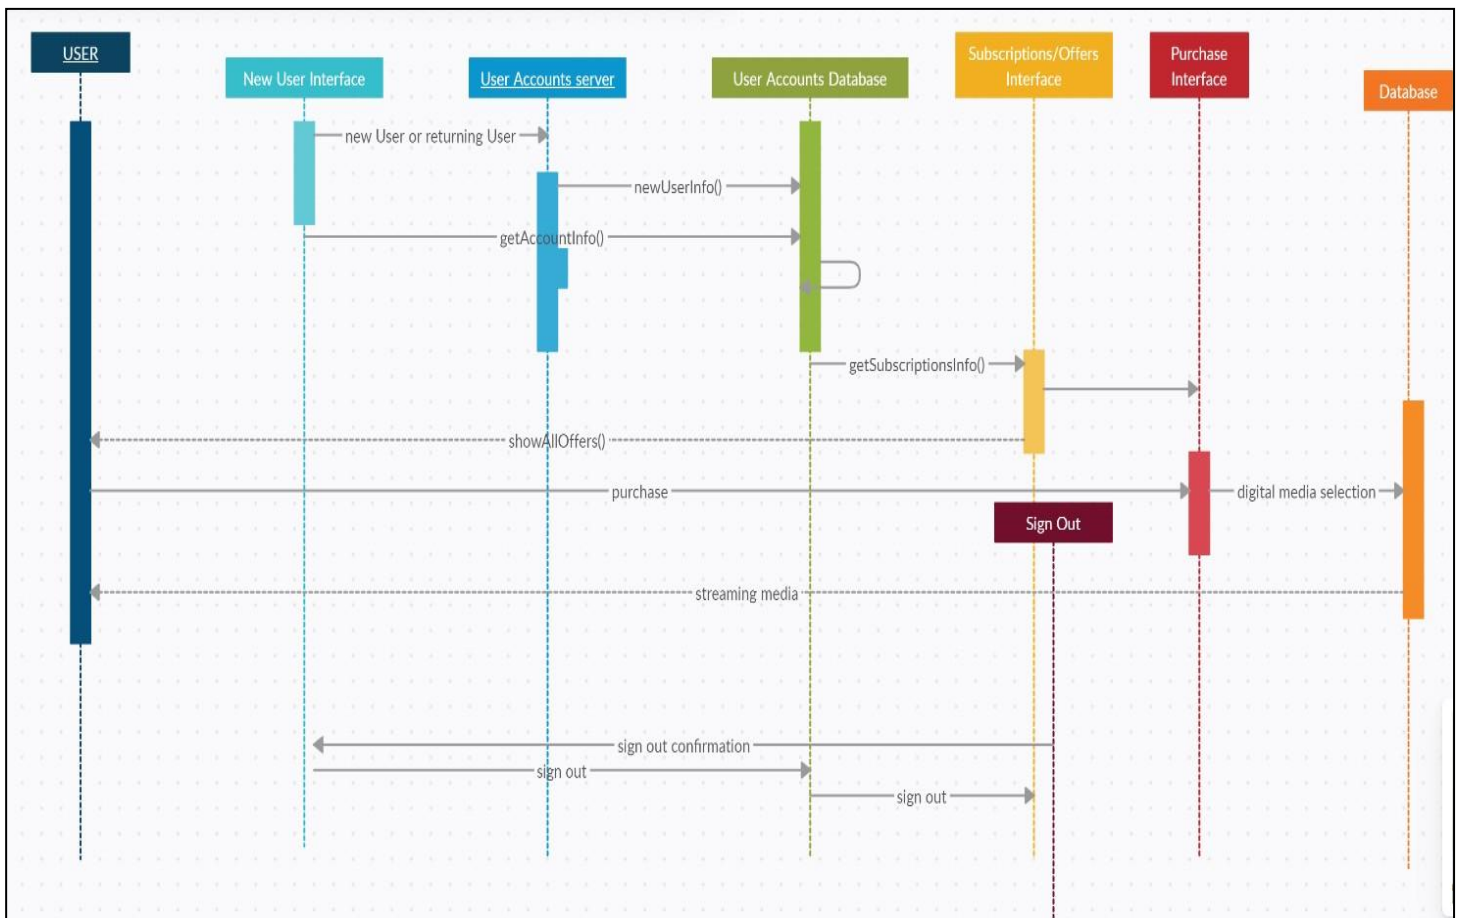 USER
New User Interface
User Accounts server
User Accounts Database
Subscriptions/Offers
Interface
Purchase
Interface
Database
new User or returning User
newUserInfo()
getAccountInfo()
getSubscriptionsInfo()
showAllOffers()
purchase
digital media selection
Sign Out
streaming media
sign out confirmation
sign out
sign out